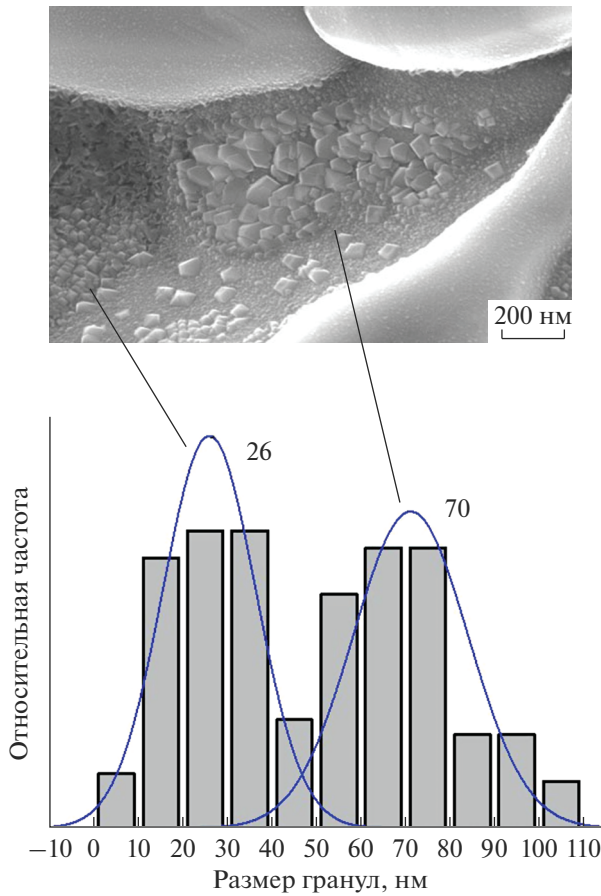 200 нм
26
70
Относительная частота
–10 0 10 20 30 40 50 60 70 80 90 100 110
Размер гранул, нм